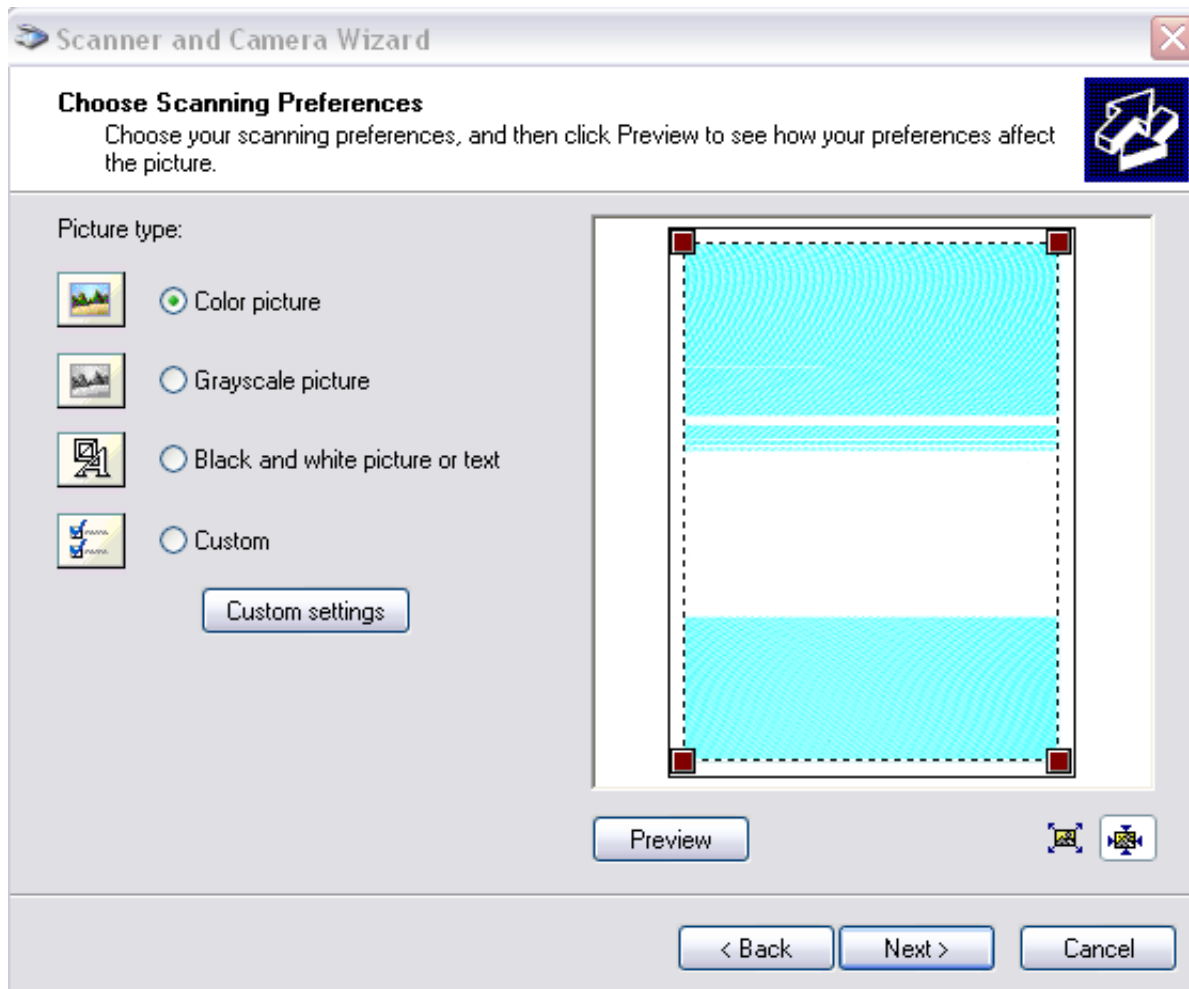 Scanner and Camera Wizard
Choose Scanning Preferences
Choose your scanning preferences, and then click Preview to see how your preferences affect
the picture.
Picture type:
Color picture
Grayscale picture
Black and white picture or text
Custom
Custom settings
Preview
< Back
Next >
Cancel